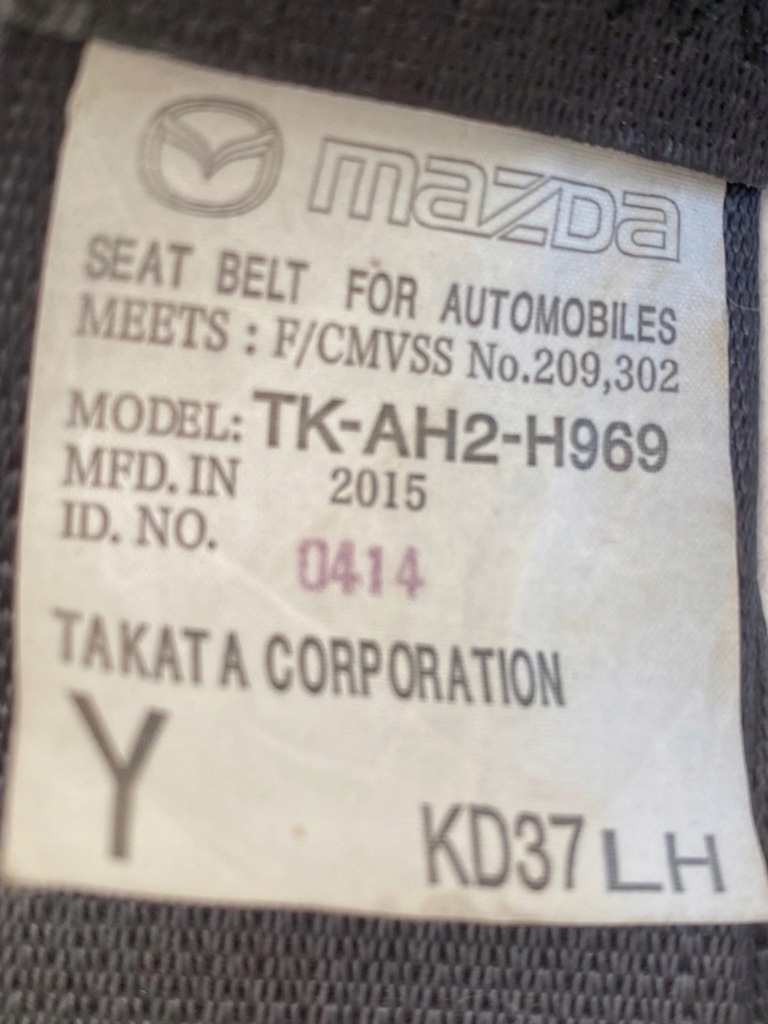 mazDa
SEAT BELT FOR AUTOMOBILES
MEETS : F/CMVSS No.209,302
MODEL: TK-AH2-H969
MFD. IN 2015
ID. NO. 0414
TAKATA CORPORATION
Y
KD37 LH